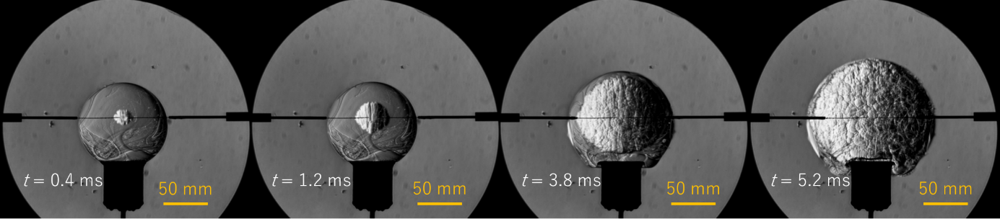 t = 0.4 ms
50 mm
t = 1.2 ms
50 mm
t = 3.8 ms
50 mm
t = 5.2 ms
50 mm